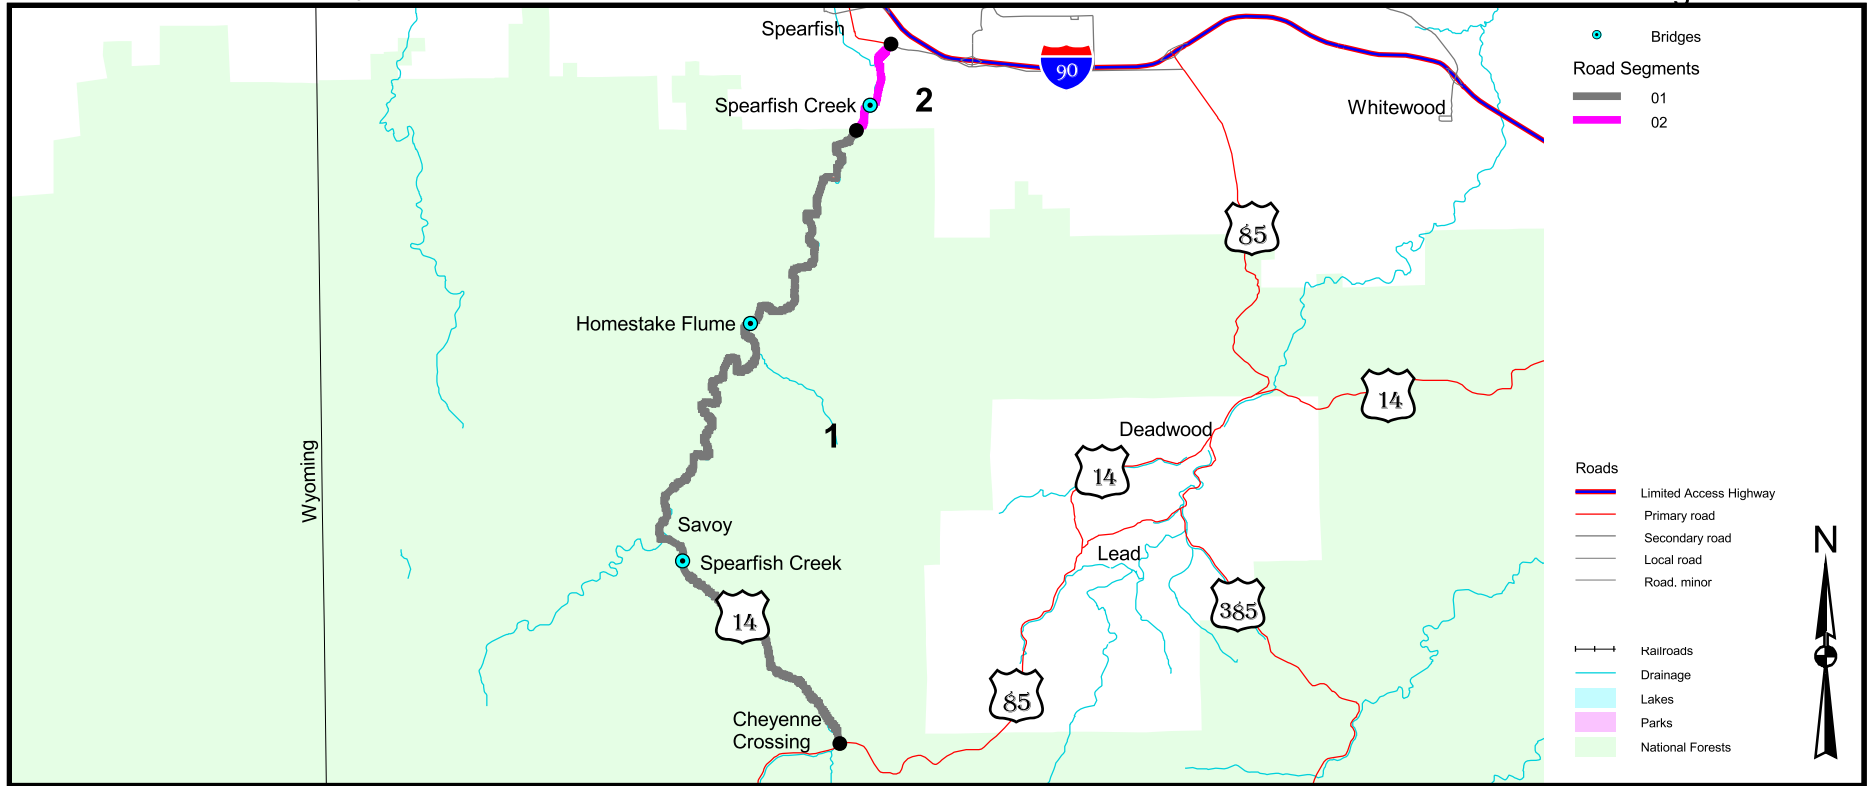 Spearfish
90
Spearfish Creek
2
Whitewood
85
Homestake Flume
14
Deadwood
1
14
Wyoming
Savoy
Lead
Spearfish Creek
385
14
85
Cheyenne
Crossing
Bridges
Road Segments
01
02
Roads
Limited Access Highway
Primary road
Secondary road
Local road
Road, minor
N
Railroads
Drainage
Lakes
Parks
National Forests